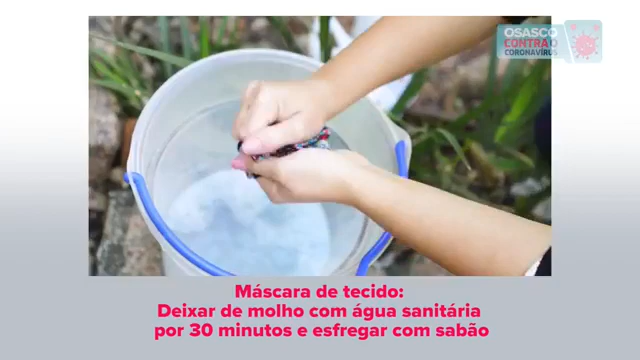 OSASCO
CONTRA O
CORONAVÍRUS
Máscara de tecido:
Deixar de molho com água sanitária
por 30 minutos e esfregar com sabão